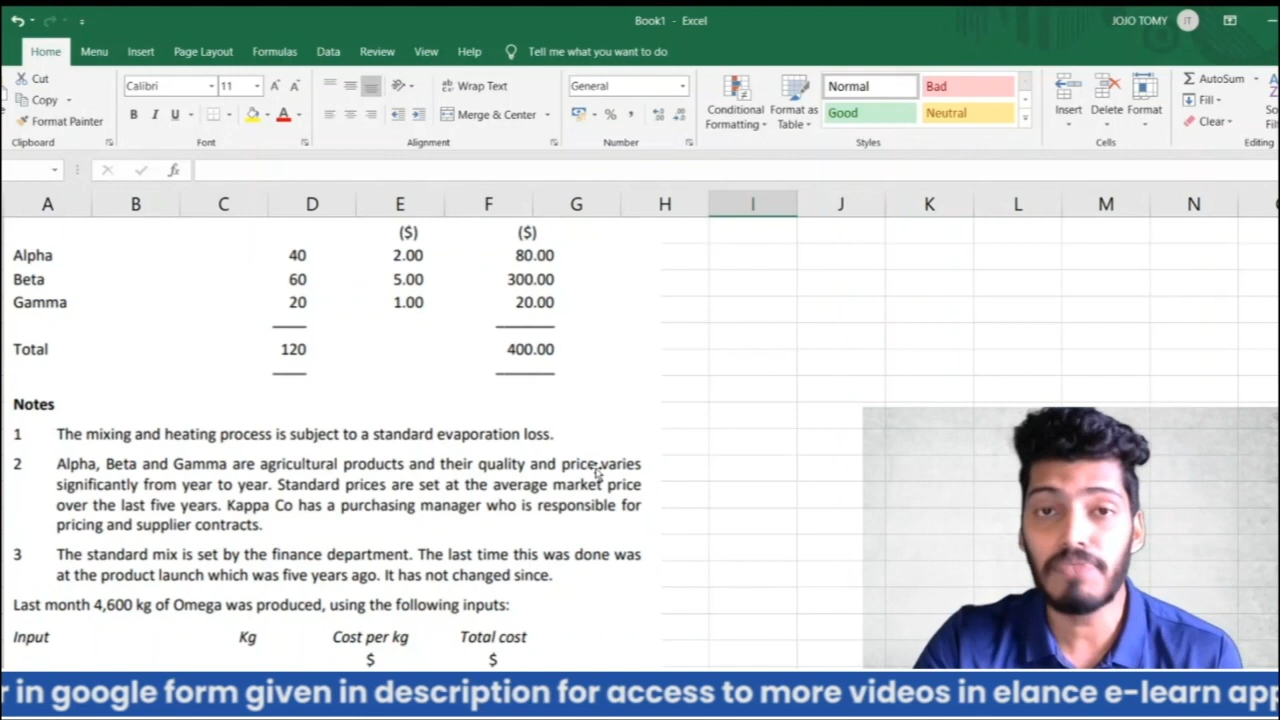 Book1 - Excel
JOJO TOMY
JT
Home Menu Insert Page Layout Formulas Data Review View Help Tell me what you want to do
Cut
Copy
Format Painter
Clipboard
Calibri 11
B I U
Font
Wrap Text
Merge & Center
Alignment
General
Number
Conditional
Formatting
Format as
Table
Normal Bad
Good Neutral
Styles
Insert Delete Format
Cells
AutoSum
Fill
Clear
Editing
fx
A B C D E F G H I J K L M N
($) ($)
Alpha 40 2.00 80.00
Beta 60 5.00 300.00
Gamma 20 1.00 20.00
Total 120 400.00
Notes
1 The mixing and heating process is subject to a standard evaporation loss.
2 Alpha, Beta and Gamma are agricultural products and their quality and price varies
significantly from year to year. Standard prices are set at the average market price
over the last five years. Kappa Co has a purchasing manager who is responsible for
pricing and supplier contracts.
3 The standard mix is set by the finance department. The last time this was done was
at the product launch which was five years ago. It has not changed since.
Last month 4,600 kg of Omega was produced, using the following inputs:
Input Kg Cost per kg Total cost
$ $
r in google form given in description for access to more videos in elance e-learn app